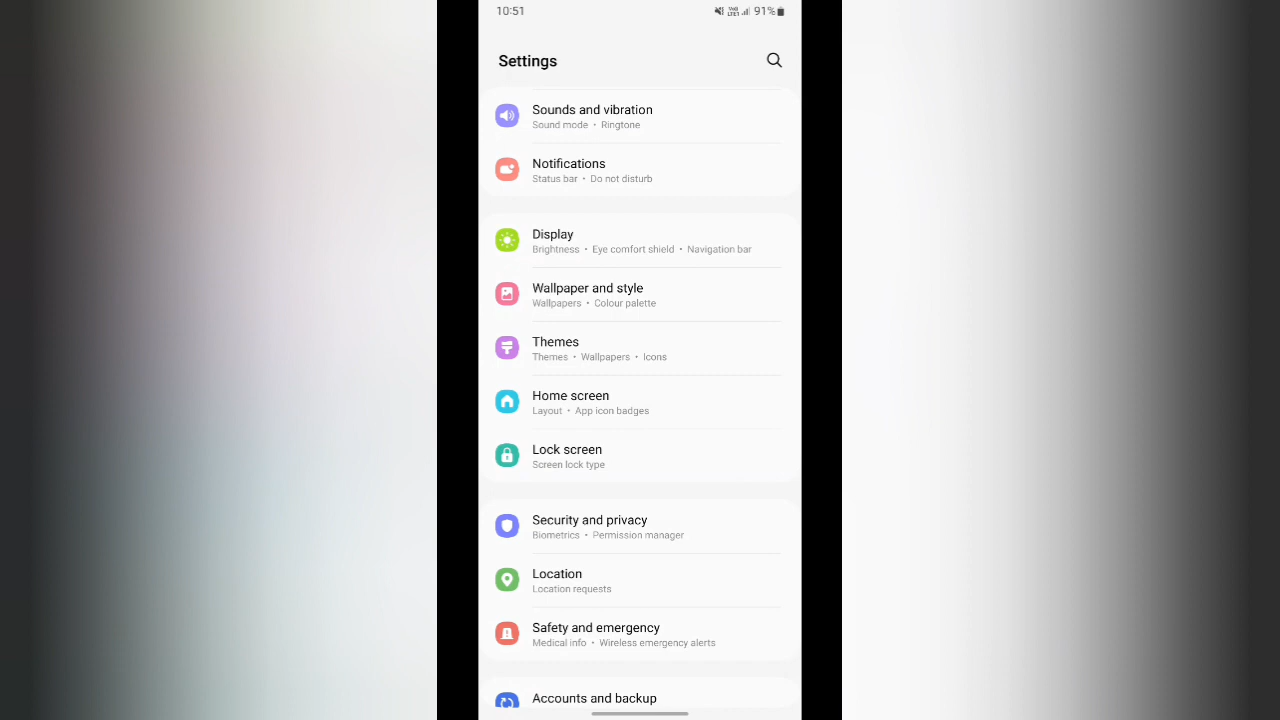 10:51
91%
Settings
Sounds and vibration
Sound mode • Ringtone
Notifications
Status bar • Do not disturb
Display
Brightness • Eye comfort shield • Navigation bar
Wallpaper and style
Wallpapers • Colour palette
Themes
Themes • Wallpapers • Icons
Home screen
Layout • App icon badges
Lock screen
Screen lock type
Security and privacy
Biometrics • Permission manager
Location
Location requests
Safety and emergency
Medical info • Wireless emergency alerts
Accounts and backup